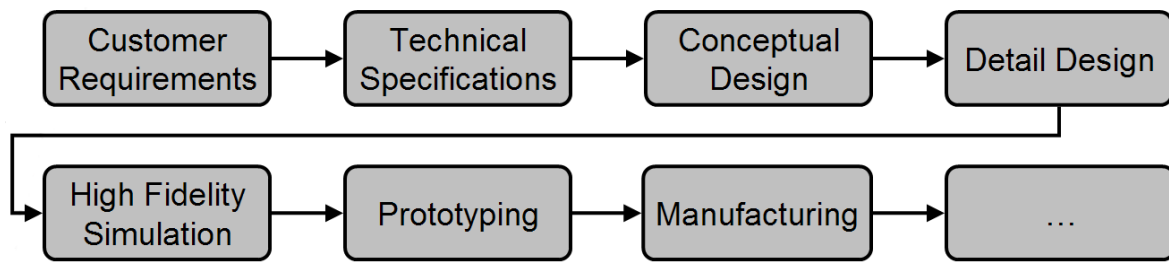 Customer
Requirements
Technical
Specifications
Conceptual
Design
Detail Design
High Fidelity
Simulation
Prototyping
Manufacturing
...